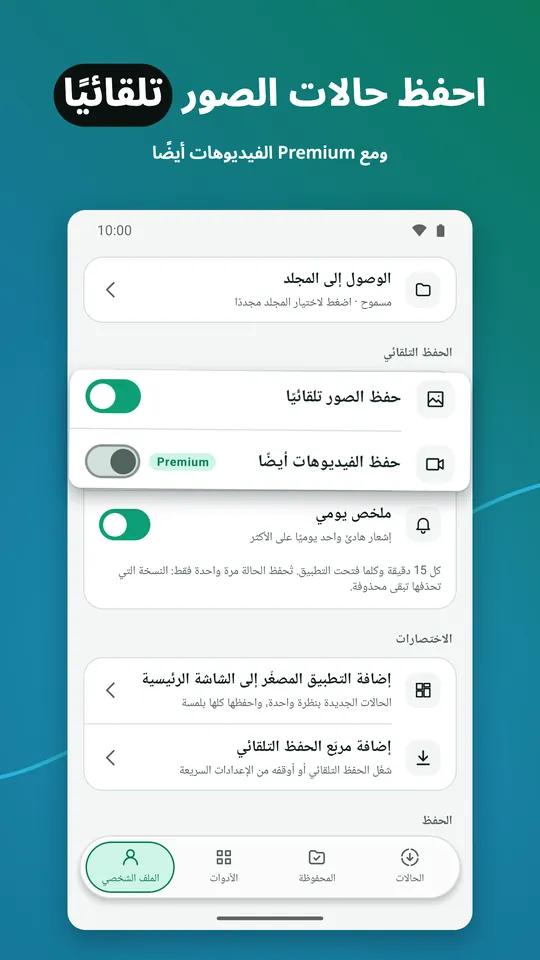 احفظ حالات الصور تلقائيًا
ومع Premium الفيديوهات أيضًا
10:00
الوصول إلى المجلد
مسموح · اضغط لاختيار المجلد مجددًا
الحفظ التلقائي
حفظ الصور تلقائيًا
حفظ الفيديوهات أيضًا Premium
ملخص يومي
إشعار هادئ واحد يوميًا على الأكثر
كل 15 دقيقة وكلما فتحت التطبيق. تُحفظ الحالة مرة واحدة فقط: النسخة التي
تحذفها تبقى محذوفة.
الاختصارات
إضافة التطبيق المصغّر إلى الشاشة الرئيسية
الحالات الجديدة بنظرة واحدة، واحفظها كلها بلمسة
إضافة مربّع الحفظ التلقائي
شغّل الحفظ التلقائي أو أوقفه من الإعدادات السريعة
الحفظ
الحالات
المحفوظة
الأدوات
الملف الشخصي